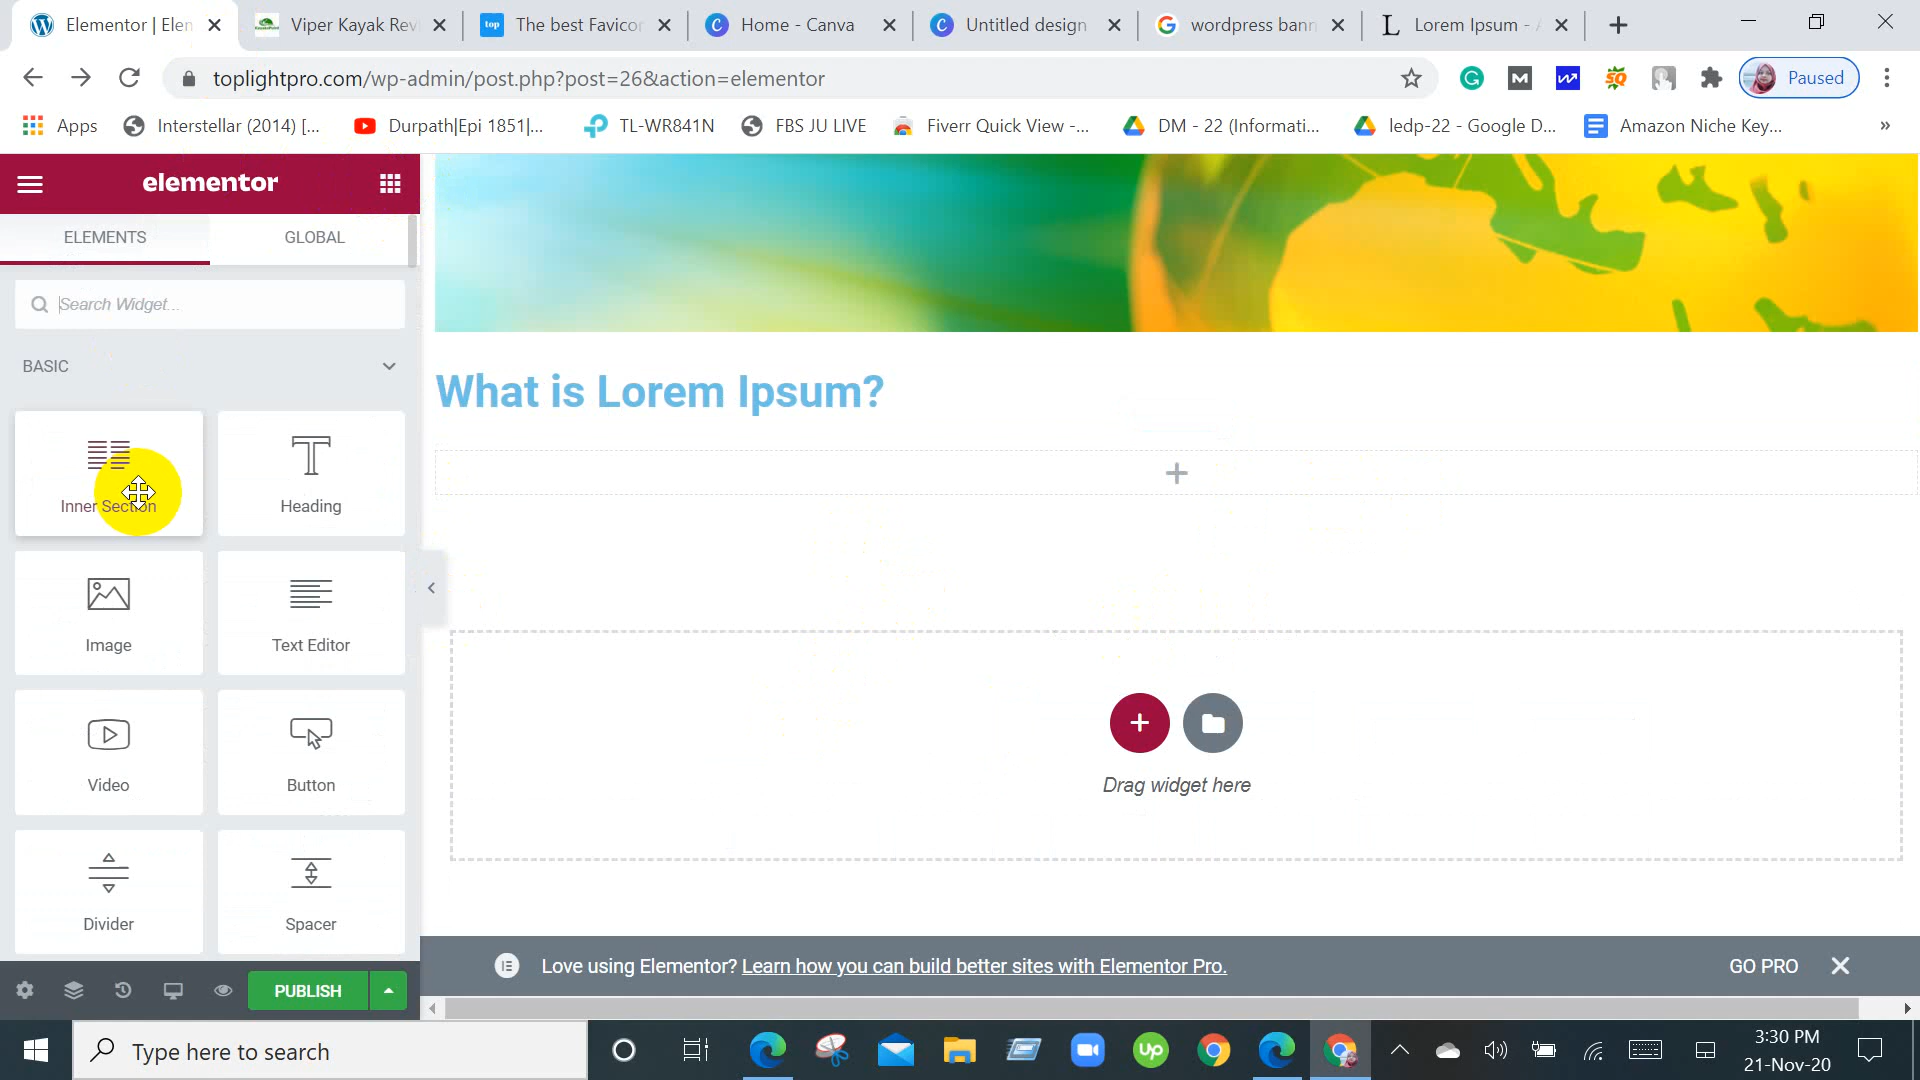 Elementor | Elen
Viper Kayak Rev
The best Favicon
Home - Canva
Untitled design
wordpress bann
Lorem Ipsum - A
toplightpro.com/wp-admin/post.php?post=26&action=elementor
Paused
Apps
Interstellar (2014) [...
Durpath|Epi 1851|...
TL-WR841N
FBS JU LIVE
Fiverr Quick View -...
DM - 22 (Informati...
ledp-22 - Google D...
Amazon Niche Key...
»
elementor
ELEMENTS GLOBAL
Search Widget...
BASIC
Inner Section Heading
Image Text Editor
Video Button
Divider Spacer
PUBLISH
What is Lorem Ipsum?
Drag widget here
Love using Elementor? Learn how you can build better sites with Elementor Pro.
GO PRO
Type here to search
3:30 PM
21-Nov-20